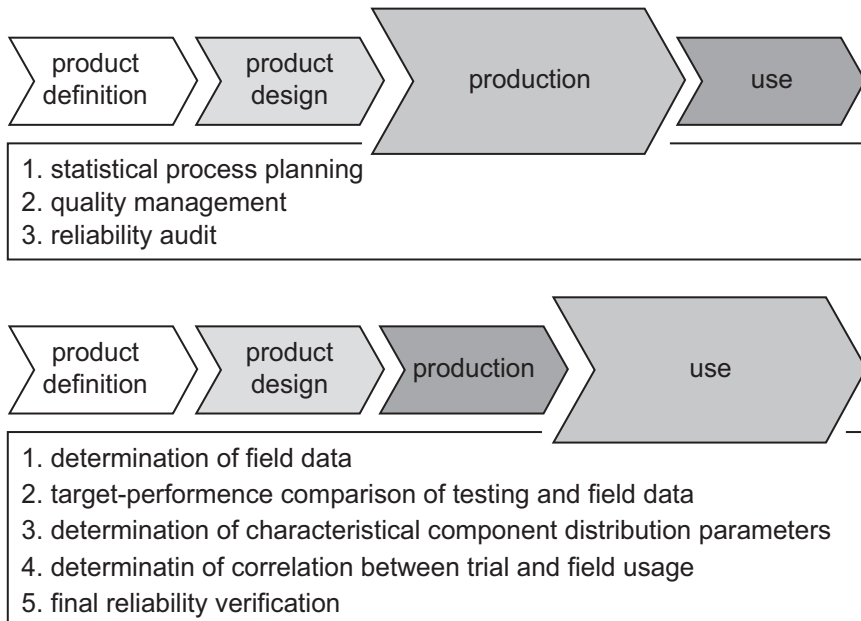 product
definition
product
design
production
use
1. statistical process planning
2. quality management
3. reliability audit
product
definition
product
design
production
use
1. determination of field data
2. target-performence comparison of testing and field data
3. determination of characteristical component distribution parameters
4. determinatin of correlation between trial and field usage
5. final reliability verification